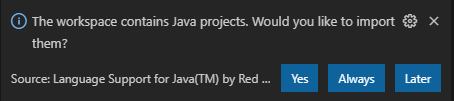 The workspace contains Java projects. Would you like to import
them?
Source: Language Support for Java(TM) by Red ... Yes Always Later